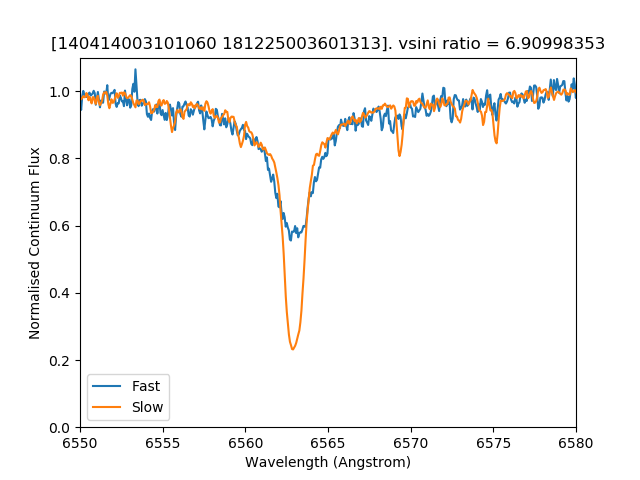 [140414003101060 181225003601313]. vsini ratio = 6.90998353
Normalised Continuum Flux
1.0
0.8
0.6
0.4
0.2
0.0
Fast
Slow
6550 6555 6560 6565 6570 6575 6580
Wavelength (Angstrom)